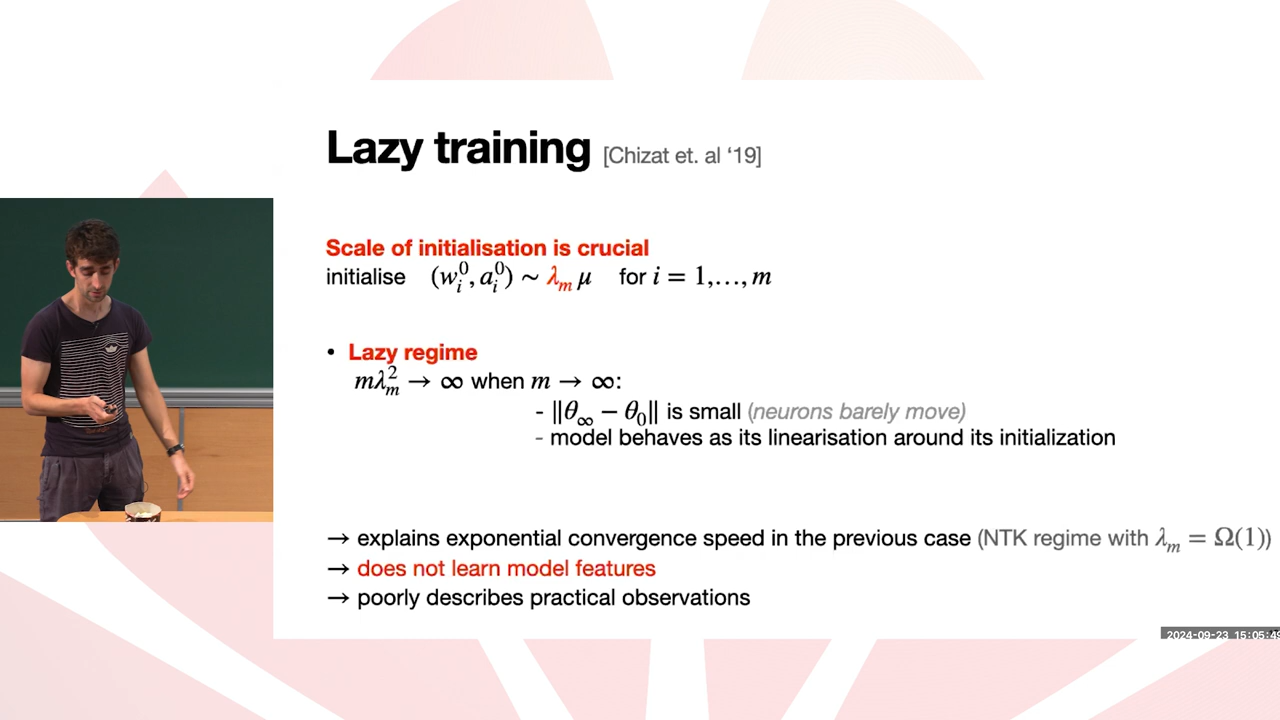 Lazy training [Chizat et. al ‘19]
Scale of initialisation is crucial
initialise (w_i^0, a_i^0) ~ λ_m μ for i = 1,…, m
• Lazy regime
mλ_m^2 → ∞ when m → ∞:
- ‖θ_∞ − θ_0‖ is small (neurons barely move)
- model behaves as its linearisation around its initialization
→ explains exponential convergence speed in the previous case (NTK regime with λ_m = Ω(1))
→ does not learn model features
→ poorly describes practical observations
2024-09-23 15:05:49